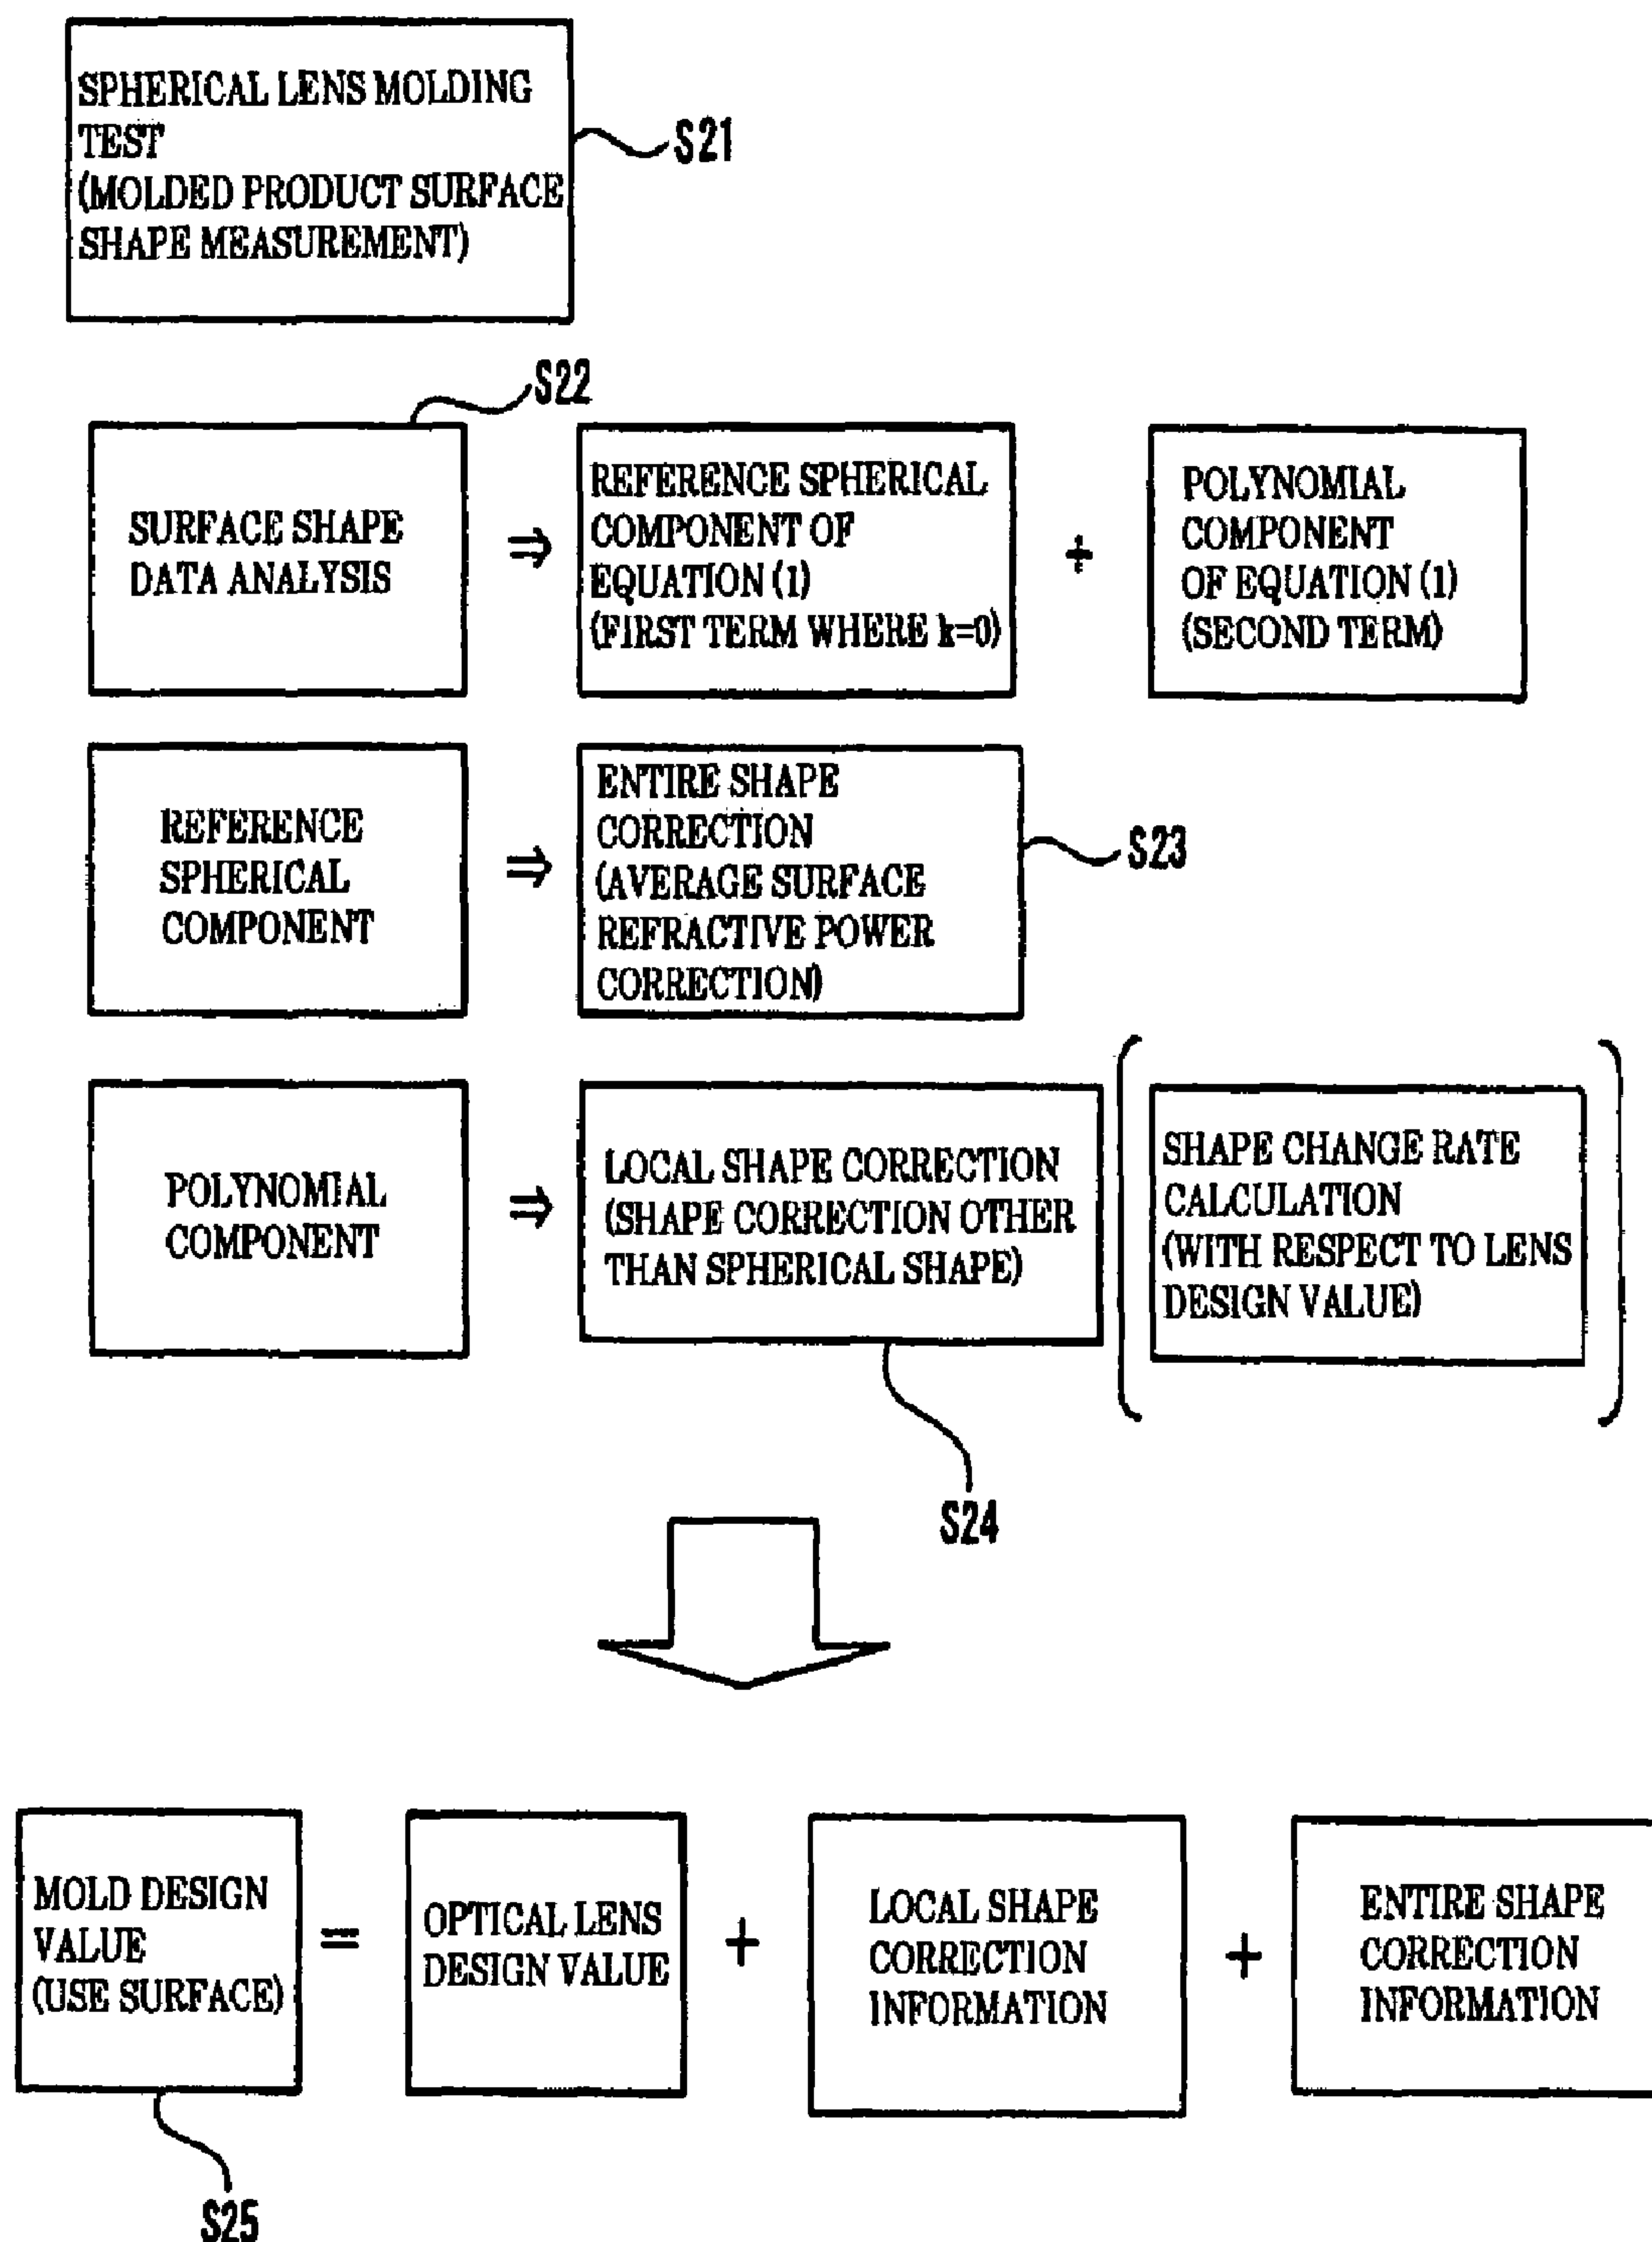 SPHERICAL LENS MOLDING
TEST
(MOLDED PRODUCT SURFACE
SHAPE MEASUREMENT)
S21
S22
SURFACE SHAPE
DATA ANALYSIS
⇒
REFERENCE SPHERICAL
COMPONENT OF
EQUATION (1)
(FIRST TERM WHERE k=0)
+
POLYNOMIAL
COMPONENT
OF EQUATION (1)
(SECOND TERM)
REFERENCE
SPHERICAL
COMPONENT
⇒
ENTIRE SHAPE
CORRECTION
(AVERAGE SURFACE
REFRACTIVE POWER
CORRECTION)
S23
POLYNOMIAL
COMPONENT
⇒
LOCAL SHAPE CORRECTION
(SHAPE CORRECTION OTHER
THAN SPHERICAL SHAPE)
SHAPE CHANGE RATE
CALCULATION
(WITH RESPECT TO LENS
DESIGN VALUE)
S24
MOLD DESIGN
VALUE
(USE SURFACE)
=
OPTICAL LENS
DESIGN VALUE
+
LOCAL SHAPE
CORRECTION
INFORMATION
+
ENTIRE SHAPE
CORRECTION
INFORMATION
S25